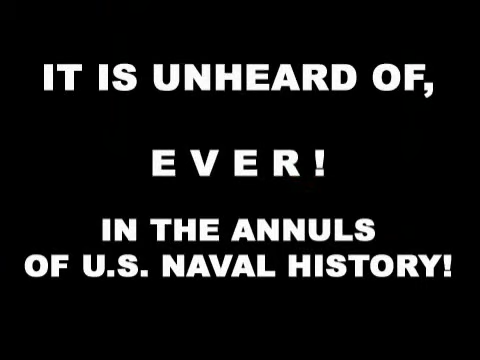 IT IS UNHEARD OF,
E V E R !
IN THE ANNULS
OF U.S. NAVAL HISTORY!